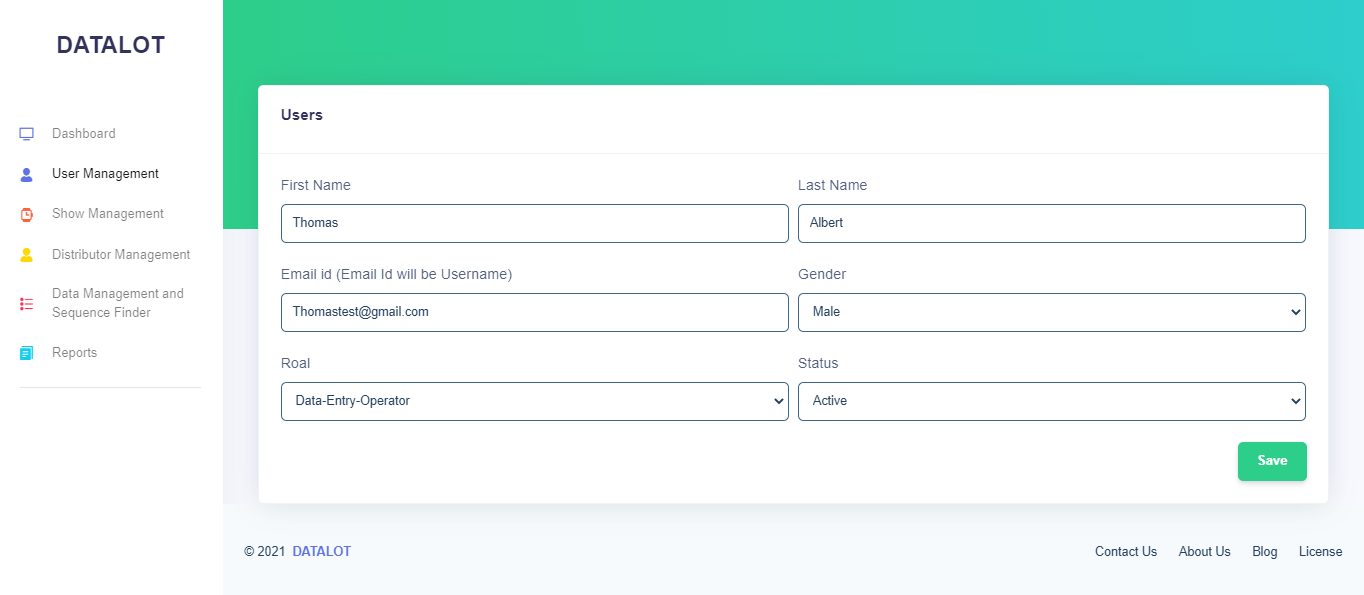 DATALOT
Dashboard
User Management
Show Management
Distributor Management
Data Management and
Sequence Finder
Reports
Users
First Name
Last Name
Thomas
Albert
Email id (Email Id will be Username)
Gender
Thomastest@gmail.com
Male
Roal
Status
Data-Entry-Operator
Active
Save
© 2021 DATALOT
Contact Us
About Us
Blog
License